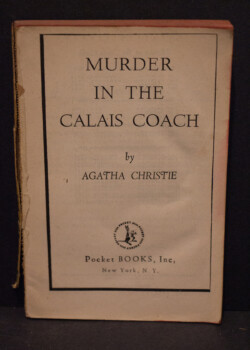 MURDER
IN THE
CALAIS COACH
by
AGATHA CHRISTIE
Pocket BOOKS, Inc.
New York, N. Y.